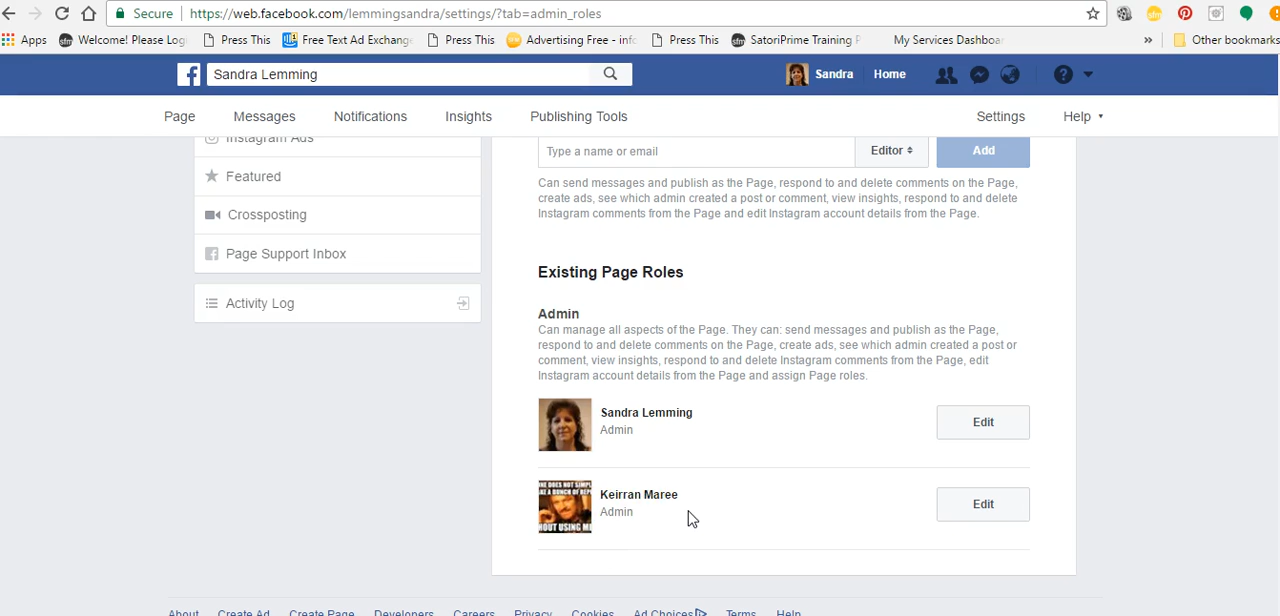 Secure https://web.facebook.com/lemmingsandra/settings/?tab=admin_roles
Apps Welcome! Please Log Press This Free Text Ad Exchange Press This Advertising Free - info Press This SatoriPrime Training P My Services Dashboar » Other bookmarks
Sandra Lemming Sandra Home
Page Messages Notifications Insights Publishing Tools Settings Help
Instagram Ads
Type a name or email Editor Add
Featured
Can send messages and publish as the Page, respond to and delete comments on the Page,
create ads, see which admin created a post or comment, view insights, respond to and delete
Instagram comments from the Page and edit Instagram account details from the Page.
Crossposting
Page Support Inbox
Activity Log
Existing Page Roles
Admin
Can manage all aspects of the Page. They can: send messages and publish as the Page,
respond to and delete comments on the Page, create ads, see which admin created a post or
comment, view insights, respond to and delete Instagram comments from the Page, edit
Instagram account details from the Page and assign Page roles.
Sandra Lemming
Admin
Edit
Keirran Maree
Admin
Edit
About Create Ad Create Page Developers Careers Privacy Cookies Ad Choices Terms Help